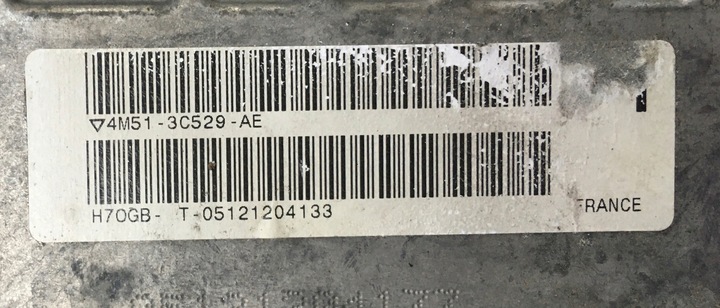 ▽4M51-3C529-AE
H7OGB- T-05121204133
FRANCE